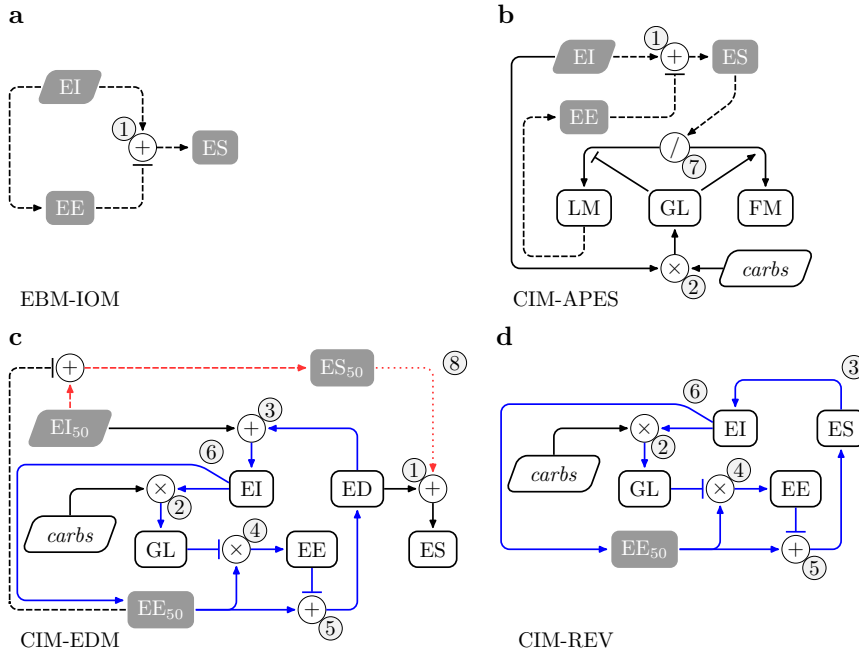 a
EI
1
+
ES
EE
EBM-IOM
b
EI
1
+
ES
EE
/
7
LM
GL
FM
×
2
carbs
CIM-APES
c
+
ES50
8
EI50
3
+
6
EI
ED
1
+
×
2
carbs
GL
4
×
EE
ES
EE50
+
5
CIM-EDM
d
3
6
×
2
EI
ES
carbs
GL
4
×
EE
EE50
+
5
CIM-REV